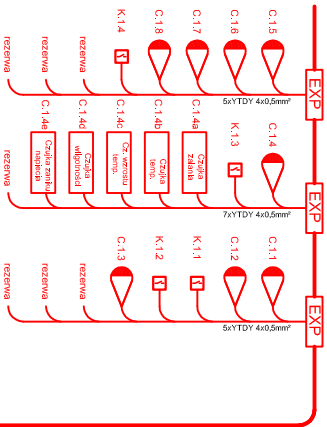 rezerwa
rezerwa
rezerwa
K.1.4
C.1.8
C.1.7
C.1.6
C.1.5
5xYTDY 4x0,5mm²
EXP
rezerwa
C.1.4e
Czujka zaniku
napięcia
C.1.4d
Czujka
wilgotności
C.1.4c
Cz. wzrostu
temp.
C.1.4b
Czujka
temp.
C.1.4a
Czujka
zalania
K.1.3
C.1.4
7xYTDY 4x0,5mm²
EXP
rezerwa
rezerwa
rezerwa
C.1.3
K.1.2
K.1.1
C.1.2
C.1.1
5xYTDY 4x0,5mm²
EXP